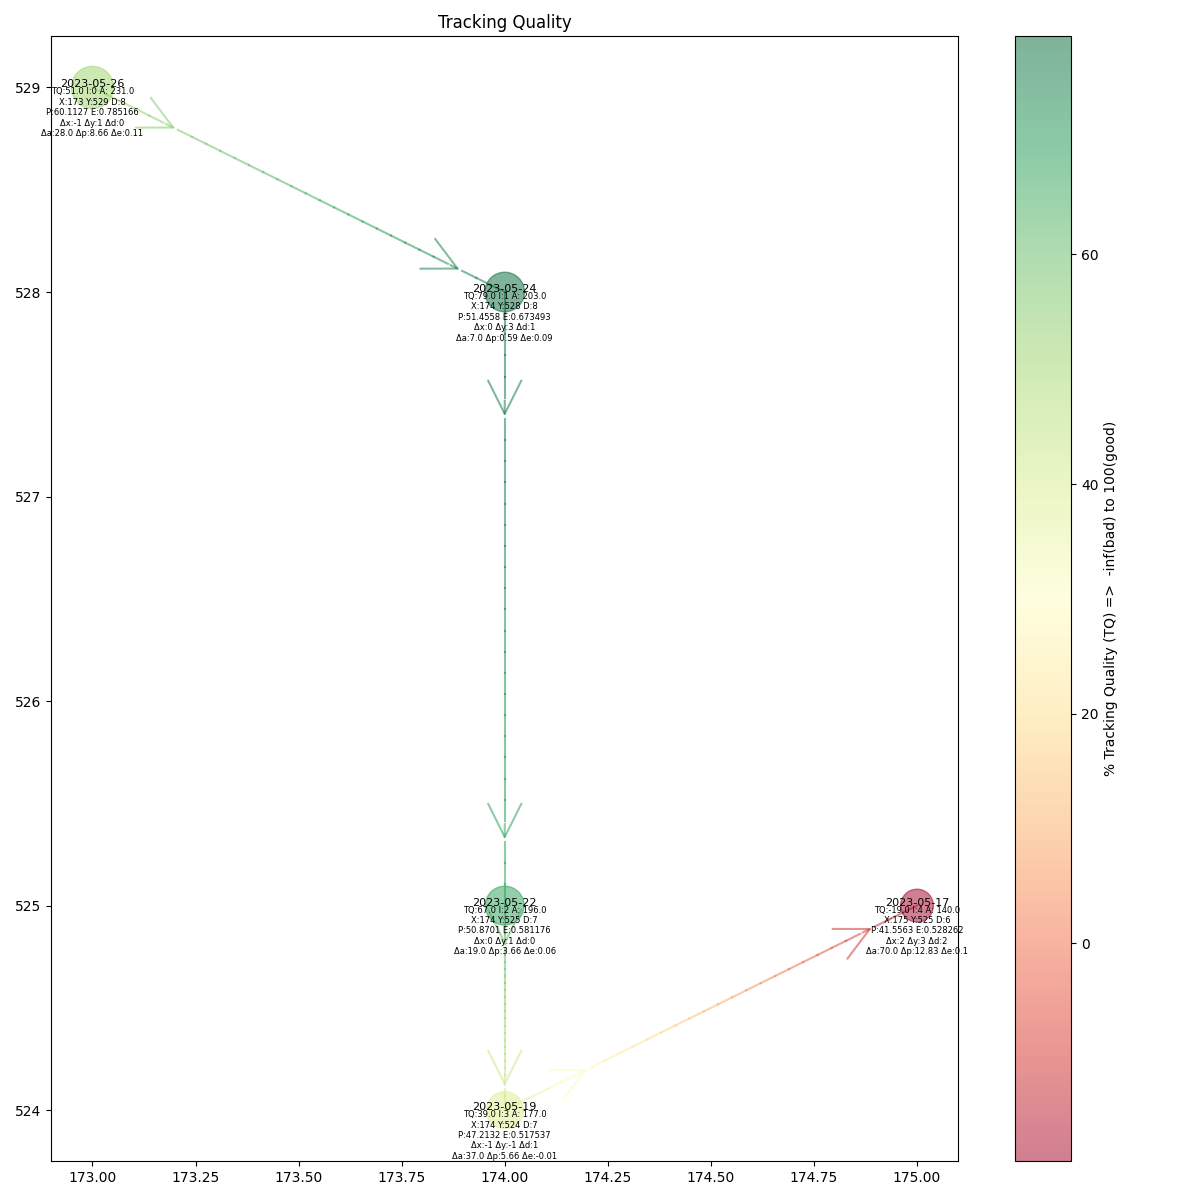 Tracking Quality
529
528
527
526
525
524
2023-05-26
TQ:51.0 I:0 A: 231.0
X:173 Y:529 D:8
P:60.1127 E:0.785166
Δx:-1 Δy:1 Δd:0
Δa:28.0 Δp:8.66 Δe:0.11
2023-05-24
TQ:79.0 I:1 A: 203.0
X:174 Y:528 D:8
P:51.4558 E:0.673493
Δx:0 Δy:3 Δd:1
Δa:7.0 Δp:0.59 Δe:0.09
2023-05-22
TQ:67.0 I:2 A: 196.0
X:174 Y:525 D:7
P:50.8701 E:0.581176
Δx:0 Δy:1 Δd:0
Δa:19.0 Δp:3.66 Δe:0.06
2023-05-17
TQ:-19.0 I:4 A: 140.0
X:175 Y:525 D:6
P:41.5563 E:0.528262
Δx:2 Δy:3 Δd:2
Δa:70.0 Δp:12.83 Δe:0.1
2023-05-19
TQ:39.0 I:3 A: 177.0
X:174 Y:524 D:7
P:47.2132 E:0.517537
Δx:-1 Δy:-1 Δd:1
Δa:37.0 Δp:5.66 Δe:-0.01
173.00 173.25 173.50 173.75 174.00 174.25 174.50 174.75 175.00
60
40
20
0
% Tracking Quality (TQ) => -inf(bad) to 100(good)